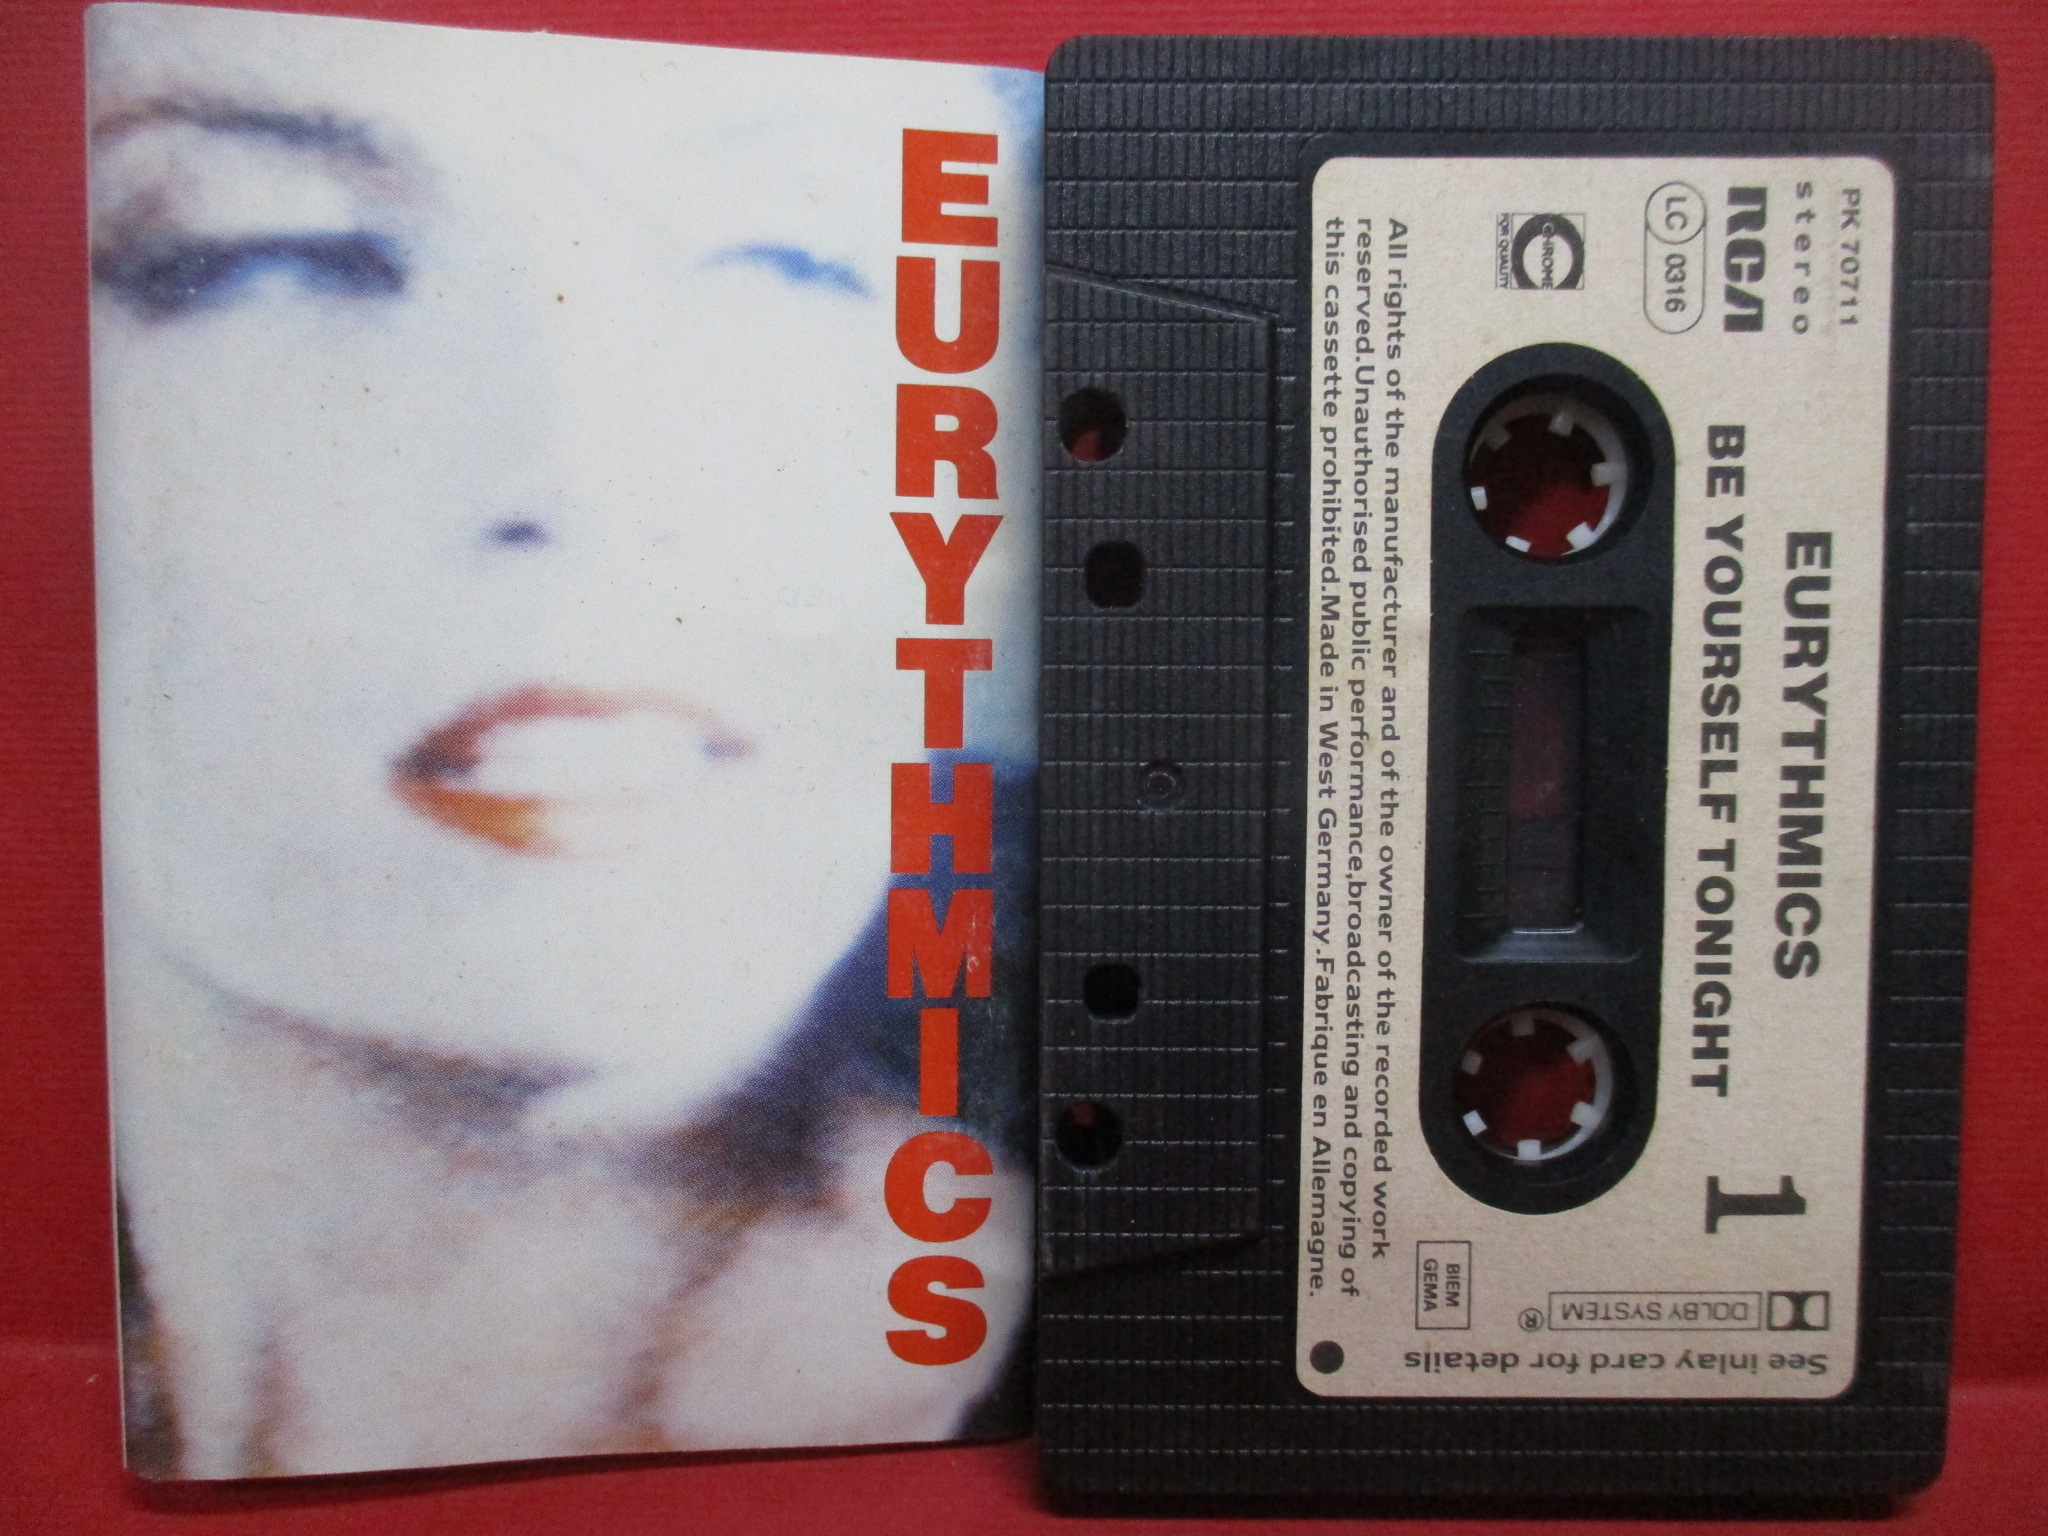 EURYTHMICS
PK 70711
stereo
RCA
LC 0316
EURYTHMICS
BE YOURSELF TONIGHT
1
CHROME
FOR QUALITY
DOLBY SYSTEM
®
See inlay card for details
BIEM
GEMA
All rights of the manufacturer and of the owner of the recorded work
reserved.Unauthorised public performance,broadcasting and copying of
this cassette prohibited.Made in West Germany.Fabrique en Allemagne.